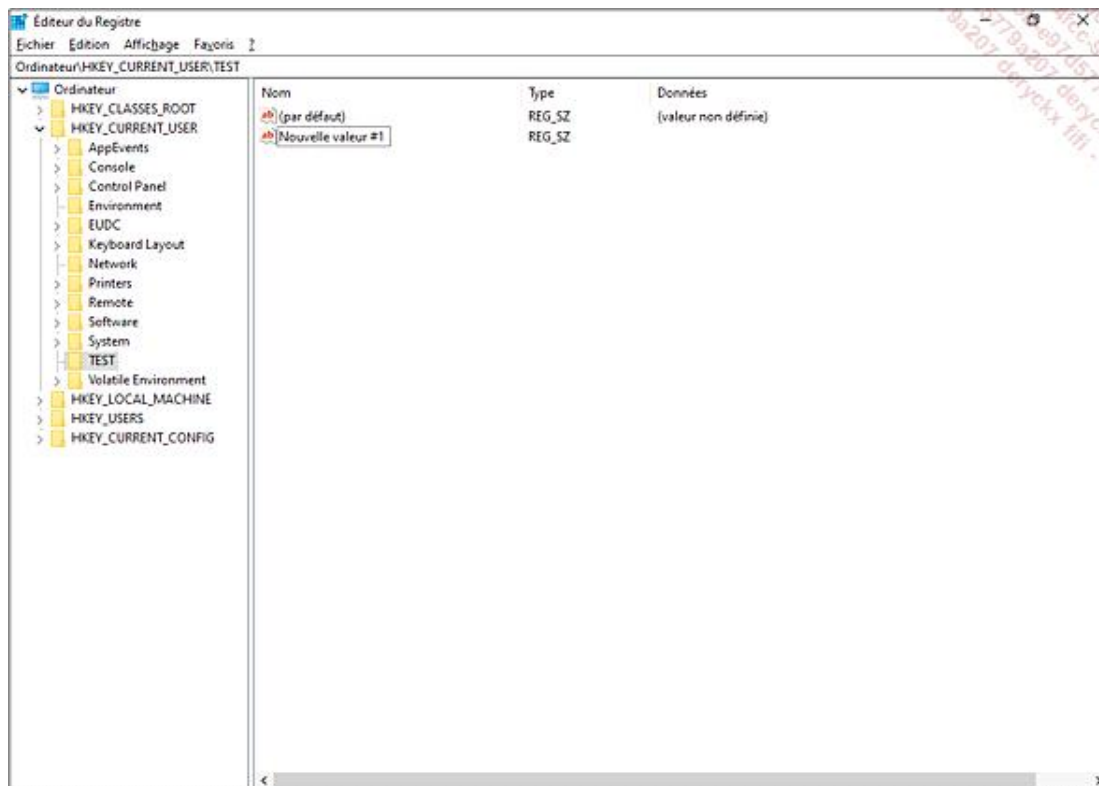 Éditeur du Registre
Fichier Edition Affichage Favoris ?
Ordinateur\HKEY_CURRENT_USER\TEST
Ordinateur
HKEY_CLASSES_ROOT
HKEY_CURRENT_USER
AppEvents
Console
Control Panel
Environment
EUDC
Keyboard Layout
Network
Printers
Remote
Software
System
TEST
Volatile Environment
HKEY_LOCAL_MACHINE
HKEY_USERS
HKEY_CURRENT_CONFIG
Nom Type Données
(par défaut) REG_SZ (valeur non définie)
Nouvelle valeur #1 REG_SZ